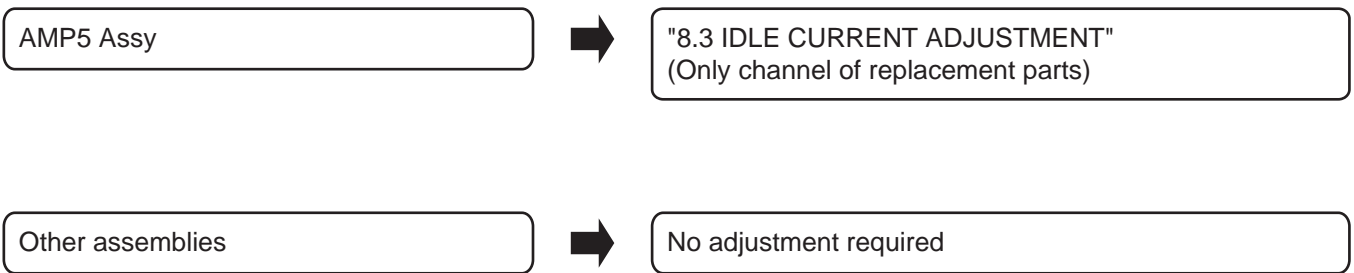 AMP5 Assy
"8.3 IDLE CURRENT ADJUSTMENT"
(Only channel of replacement parts)
Other assemblies
No adjustment required